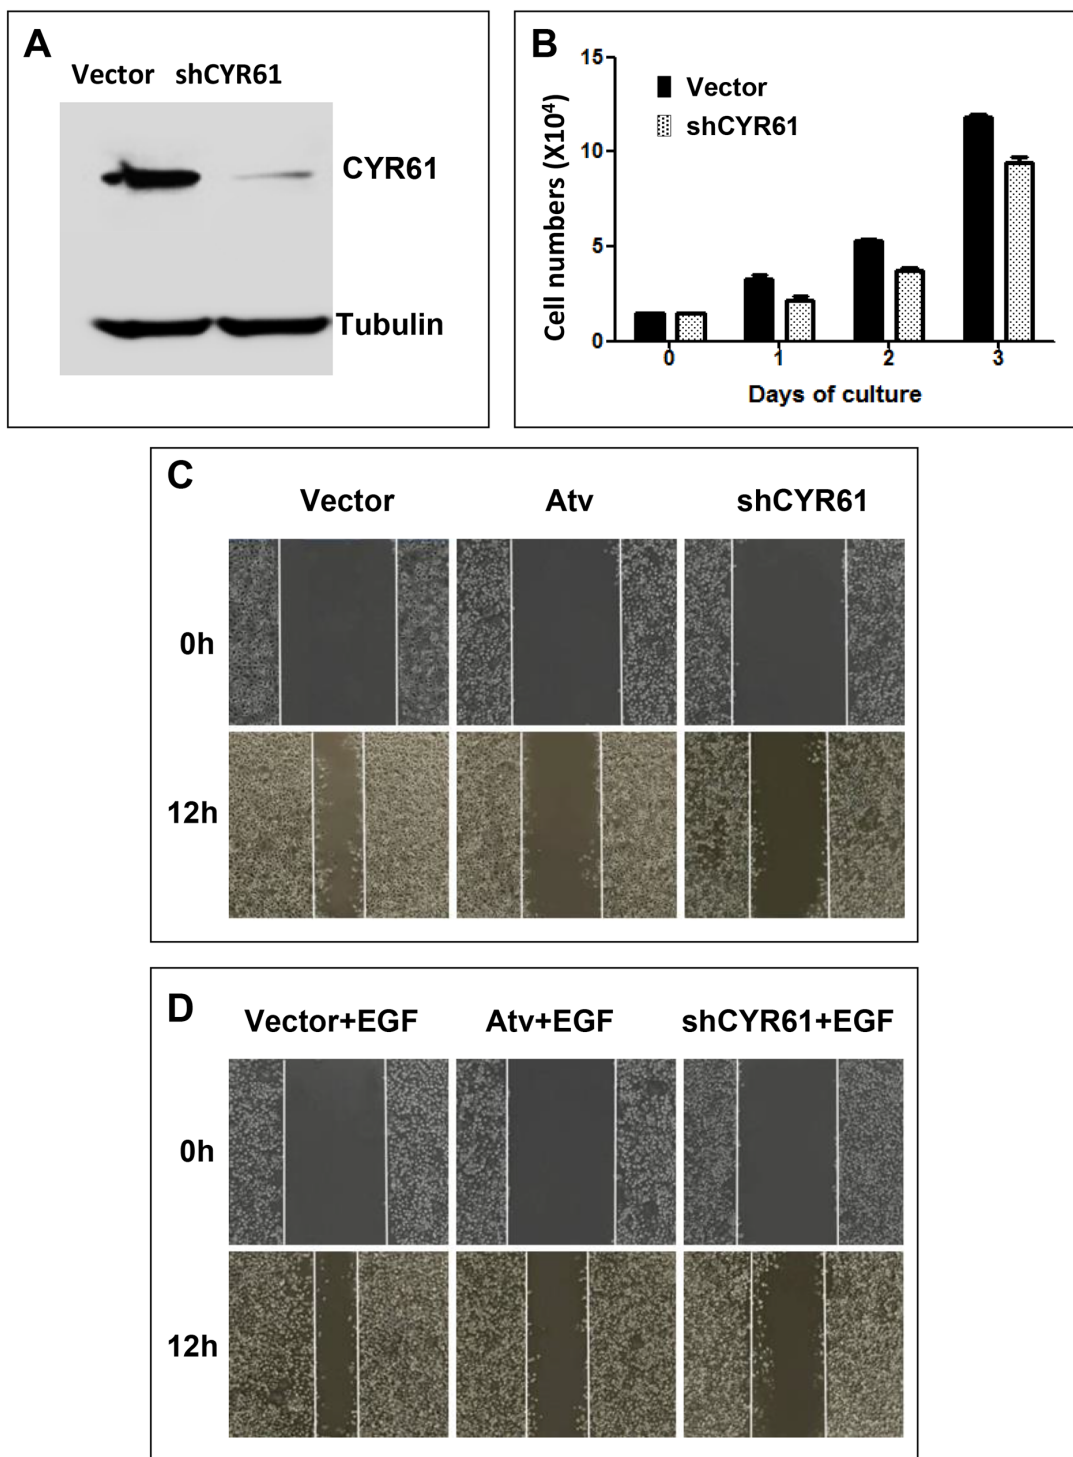 A
Vector shCYR61
CYR61
Tubulin
B
15
10
5
0
Cell numbers (X10⁴)
Vector
shCYR61
0 1 2 3
Days of culture
C
Vector Atv shCYR61
0h
12h
D
Vector+EGF Atv+EGF shCYR61+EGF
0h
12h